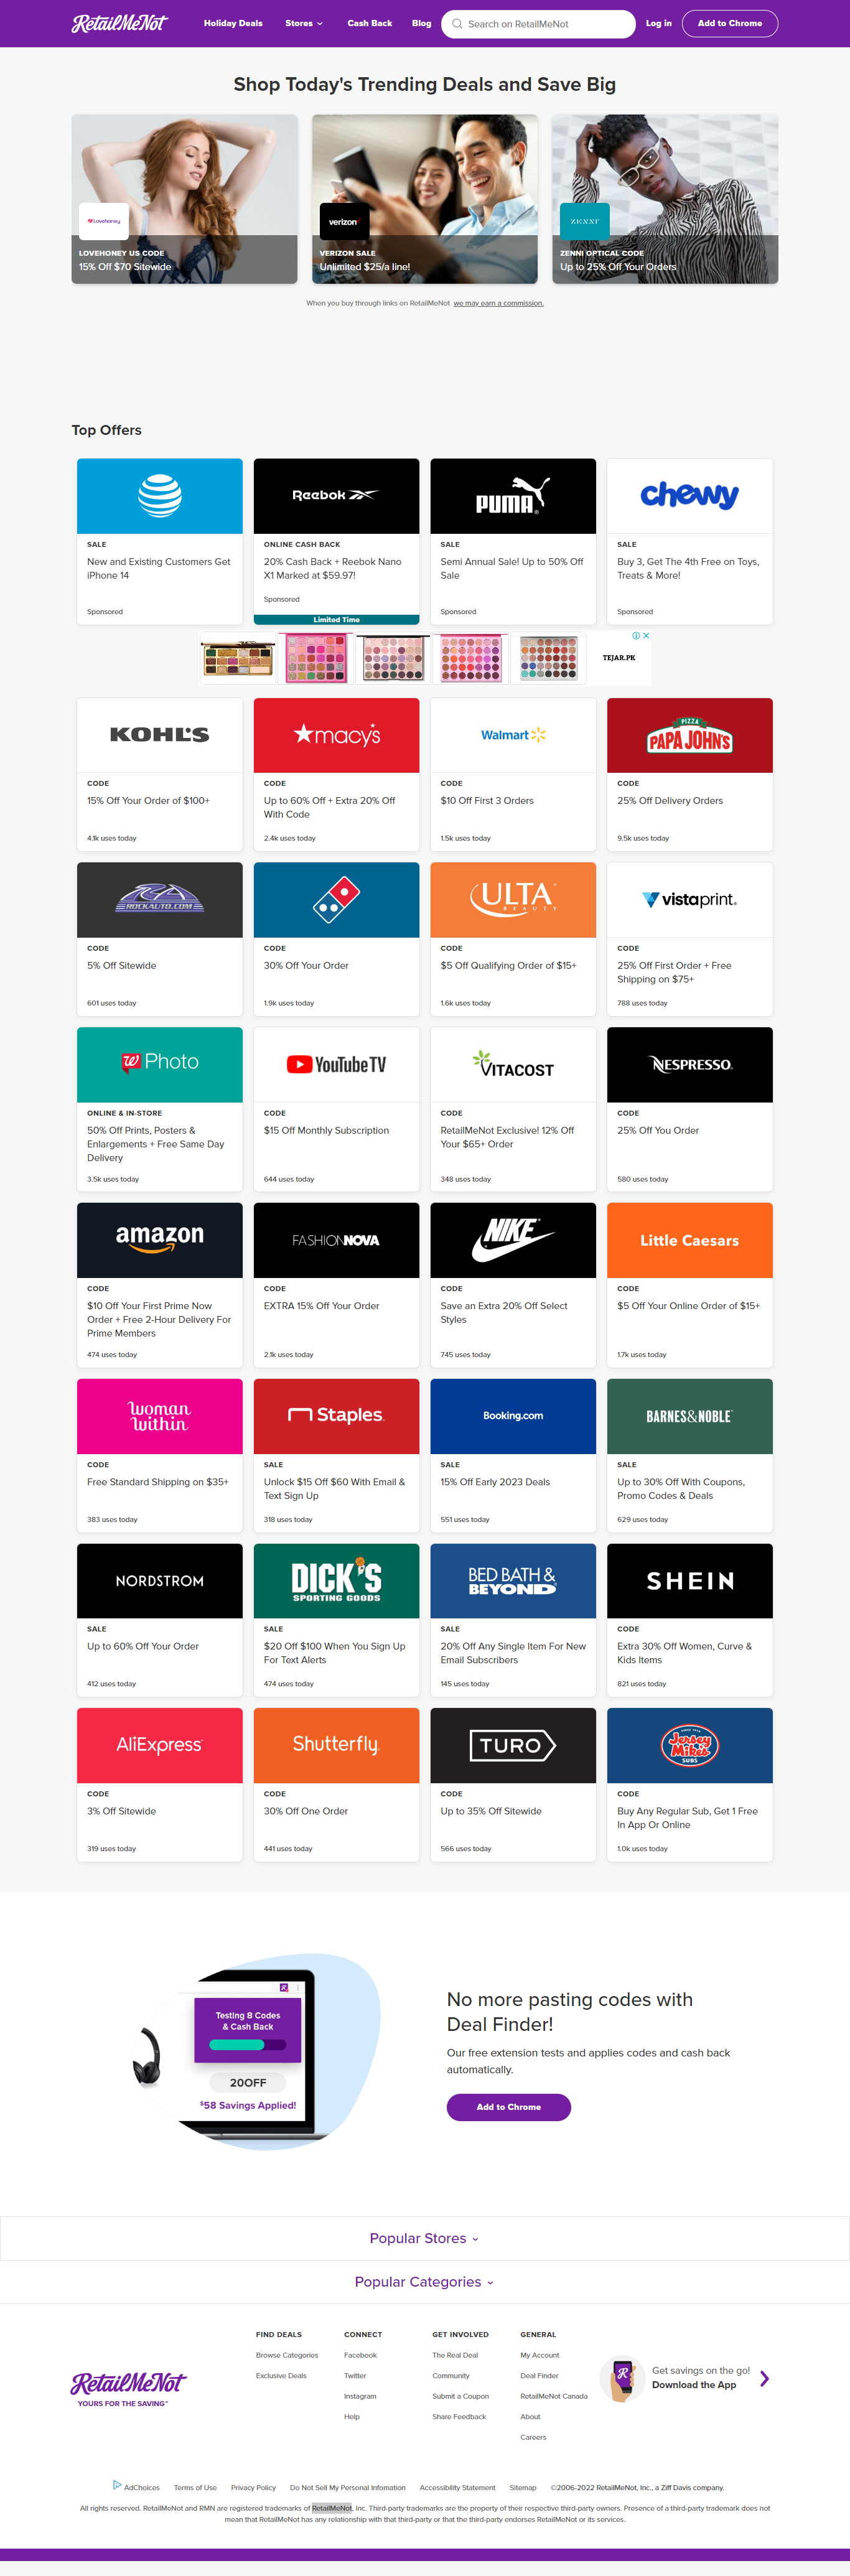 RetailMeNot
Holiday Deals Stores Cash Back Blog Search on RetailMeNot Log in Add to Chrome
Shop Today's Trending Deals and Save Big
Lovehoney
LOVEHONEY US CODE
15% Off $70 Sitewide
verizon
VERIZON SALE
Unlimited $25/a line!
ZENNI
ZENNI OPTICAL CODE
Up to 25% Off Your Orders
When you buy through links on RetailMeNot we may earn a commission.
Top Offers
SALE
New and Existing Customers Get
iPhone 14
Sponsored
Reebok
ONLINE CASH BACK
20% Cash Back + Reebok Nano
X1 Marked at $59.97!
Sponsored
Limited Time
PUMA
SALE
Semi Annual Sale! Up to 50% Off
Sale
Sponsored
chewy
SALE
Buy 3, Get The 4th Free on Toys,
Treats & More!
Sponsored
TEJAR.PK
KOHL'S
CODE
15% Off Your Order of $100+
4.1k uses today
macy's
CODE
Up to 60% Off + Extra 20% Off
With Code
2.4k uses today
Walmart
CODE
$10 Off First 3 Orders
1.5k uses today
PIZZA
PAPA JOHN'S
CODE
25% Off Delivery Orders
9.5k uses today
ROCKAUTO.COM
CODE
5% Off Sitewide
601 uses today
CODE
30% Off Your Order
1.9k uses today
ULTA
BEAUTY
CODE
$5 Off Qualifying Order of $15+
1.6k uses today
vistaprint.
CODE
25% Off First Order + Free
Shipping on $75+
788 uses today
W Photo
ONLINE & IN-STORE
50% Off Prints, Posters &
Enlargements + Free Same Day
Delivery
3.5k uses today
YouTube TV
CODE
$15 Off Monthly Subscription
644 uses today
VITACOST
CODE
RetailMeNot Exclusive! 12% Off
Your $65+ Order
348 uses today
NESPRESSO.
CODE
25% Off You Order
580 uses today
amazon
CODE
$10 Off Your First Prime Now
Order + Free 2-Hour Delivery For
Prime Members
474 uses today
FASHIONNOVA
CODE
EXTRA 15% Off Your Order
2.1k uses today
NIKE
CODE
Save an Extra 20% Off Select
Styles
745 uses today
Little Caesars
CODE
$5 Off Your Online Order of $15+
1.7k uses today
woman
within
CODE
Free Standard Shipping on $35+
383 uses today
Staples
SALE
Unlock $15 Off $60 With Email &
Text Sign Up
318 uses today
Booking.com
SALE
15% Off Early 2023 Deals
551 uses today
BARNES&NOBLE
SALE
Up to 30% Off With Coupons,
Promo Codes & Deals
629 uses today
NORDSTROM
SALE
Up to 60% Off Your Order
412 uses today
DICK'S
SPORTING GOODS
SALE
$20 Off $100 When You Sign Up
For Text Alerts
474 uses today
BED BATH &
BEYOND
SALE
20% Off Any Single Item For New
Email Subscribers
145 uses today
SHEIN
CODE
Extra 30% Off Women, Curve &
Kids Items
821 uses today
AliExpress
CODE
3% Off Sitewide
319 uses today
Shutterfly
CODE
30% Off One Order
441 uses today
TURO
CODE
Up to 35% Off Sitewide
566 uses today
Jersey
Mike's
SUBS
CODE
Buy Any Regular Sub, Get 1 Free
In App Or Online
1.0k uses today
Testing 8 Codes
& Cash Back
20OFF
$58 Savings Applied!
No more pasting codes with
Deal Finder!
Our free extension tests and applies codes and cash back
automatically.
Add to Chrome
Popular Stores
Popular Categories
RetailMeNot
YOURS FOR THE SAVING™
FIND DEALS
Browse Categories
Exclusive Deals
CONNECT
Facebook
Twitter
Instagram
Help
GET INVOLVED
The Real Deal
Community
Submit a Coupon
Share Feedback
GENERAL
My Account
Deal Finder
RetailMeNot Canada
About
Careers
Get savings on the go!
Download the App
AdChoices Terms of Use Privacy Policy Do Not Sell My Personal Infomation Accessibility Statement Sitemap ©2006-2022 RetailMeNot, Inc., a Ziff Davis company.
All rights reserved. RetailMeNot and RMN are registered trademarks of RetailMeNot, Inc. Third-party trademarks are the property of their respective third-party owners. Presence of a third-party trademark does not
mean that RetailMeNot has any relationship with that third-party or that the third-party endorses RetailMeNot or its services.